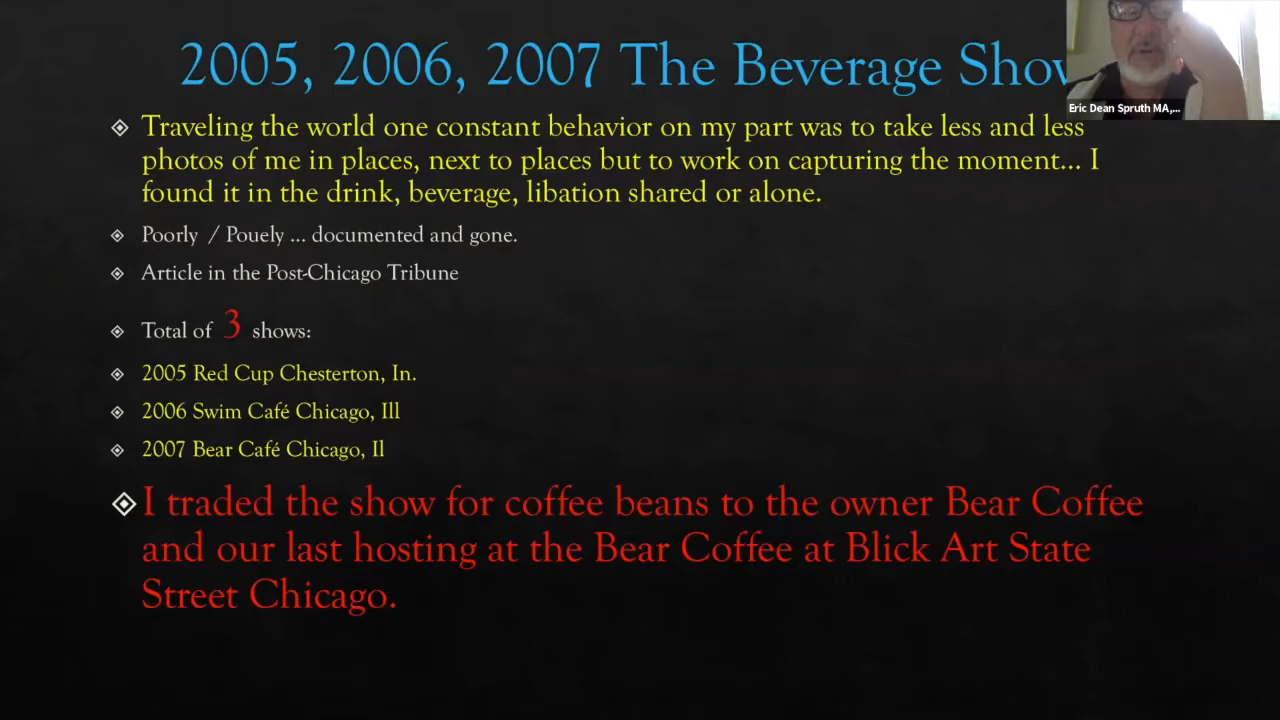 2005, 2006, 2007 The Beverage Show
Eric Dean Spruth MA,...
Traveling the world one constant behavior on my part was to take less and less
photos of me in places, next to places but to work on capturing the moment... I
found it in the drink, beverage, libation shared or alone.
Poorly / Pouely ... documented and gone.
Article in the Post-Chicago Tribune
Total of 3 shows:
2005 Red Cup Chesterton, In.
2006 Swim Café Chicago, Ill
2007 Bear Café Chicago, Il
I traded the show for coffee beans to the owner Bear Coffee
and our last hosting at the Bear Coffee at Blick Art State
Street Chicago.